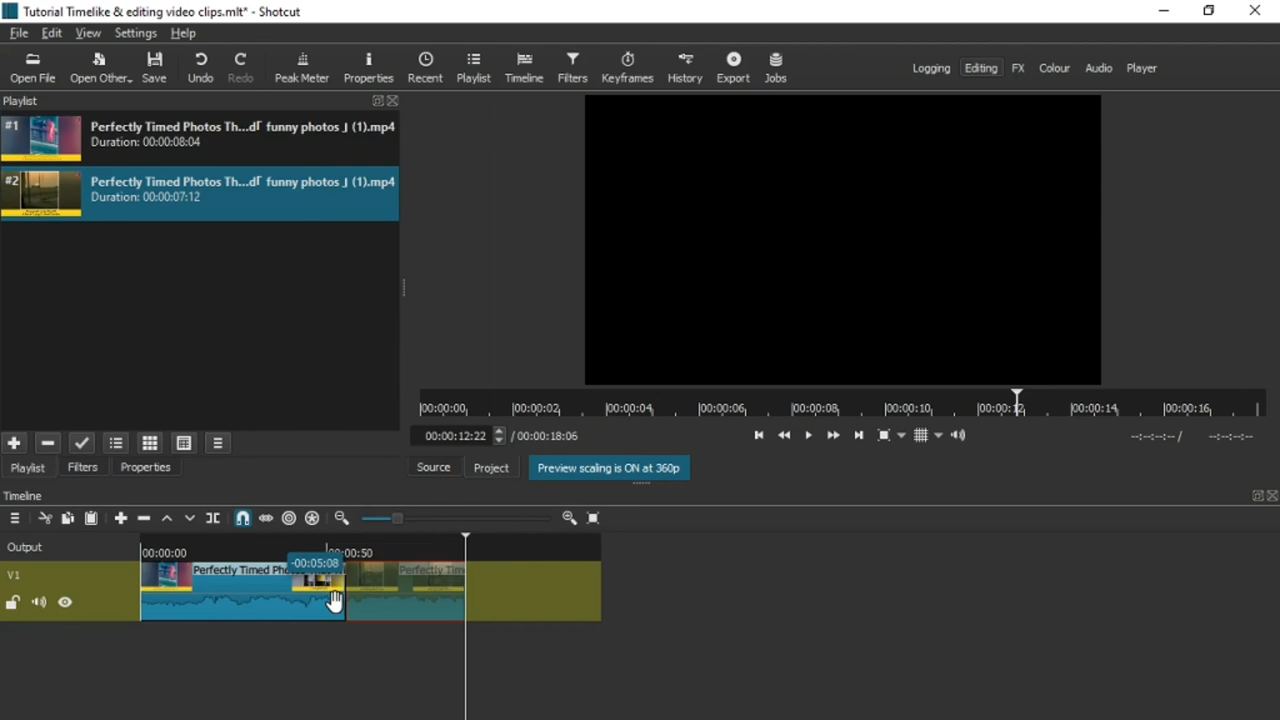 Tutorial Timelike & editing video clips.mlt* - Shotcut
File Edit View Settings Help
Open File Open Other Save Undo Redo Peak Meter Properties Recent Playlist Timeline Filters Keyframes History Export Jobs
Logging Editing FX Colour Audio Player
Playlist
#1 Perfectly Timed Photos Th...d funny photos J (1).mp4
Duration: 00:00:08:04
#2 Perfectly Timed Photos Th...d funny photos J (1).mp4
Duration: 00:00:07:12
00:00:00 00:00:02 00:00:04 00:00:06 00:00:08 00:00:10 00:00:12 00:00:14 00:00:16
00:00:12:22 / 00:00:18:06
--:--:--:-- / --:--:--:--
Playlist Filters Properties
Source Project Preview scaling is ON at 360p
Timeline
Output
00:00:00 00:00:50
-00:05:08
V1
Perfectly Timed Pho
Perfectly Tim